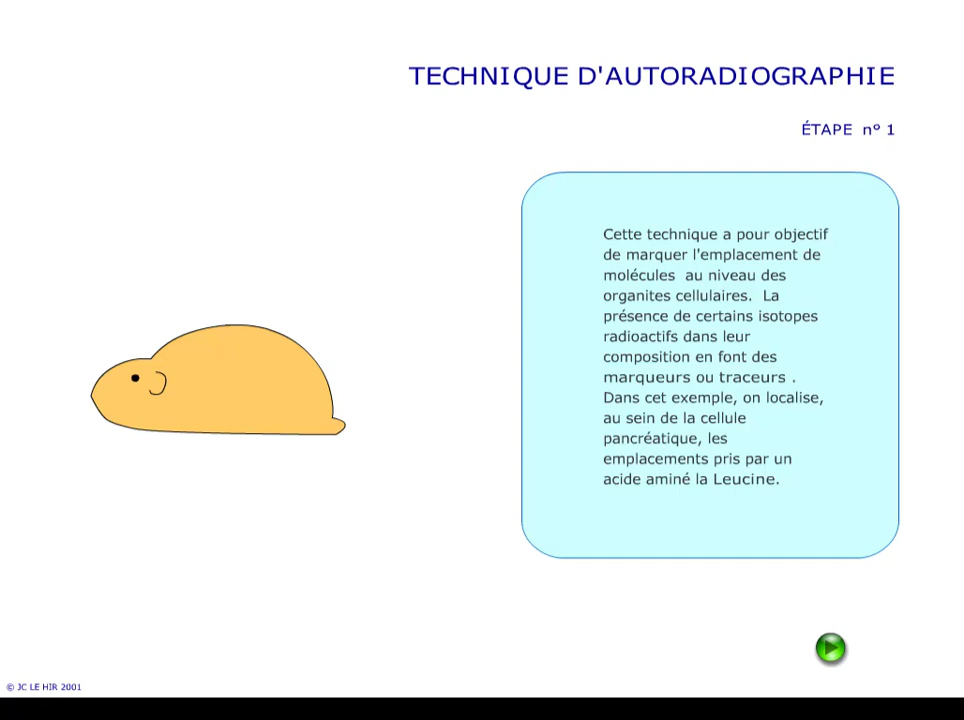 TECHNIQUE D'AUTORADIOGRAPHIE
ÉTAPE nº 1
Cette technique a pour objectif
de marquer l'emplacement de
molécules au niveau des
organites cellulaires. La
présence de certains isotopes
radioactifs dans leur
composition en font des
marqueurs ou traceurs .
Dans cet exemple, on localise,
au sein de la cellule
pancréatique, les
emplacements pris par un
acide aminé la Leucine.
© JC LE HIR 2001